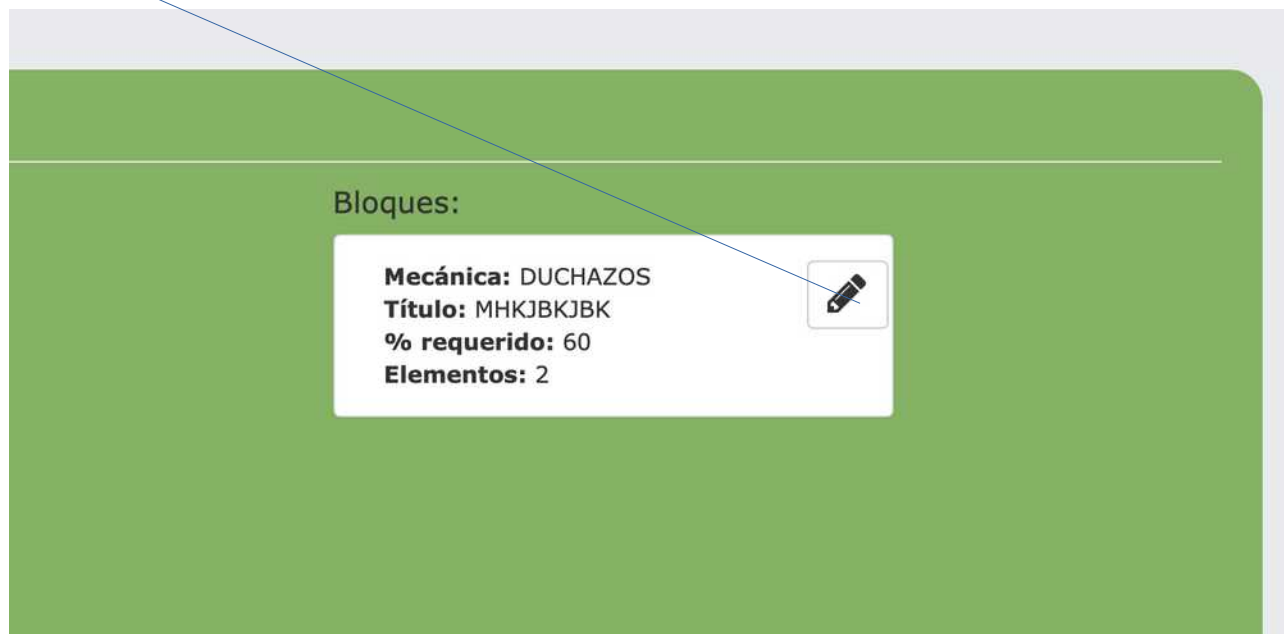 Bloques:
Mecánica: DUCHAZOS
Título: MHKJBKJBK
% requerido: 60
Elementos: 2